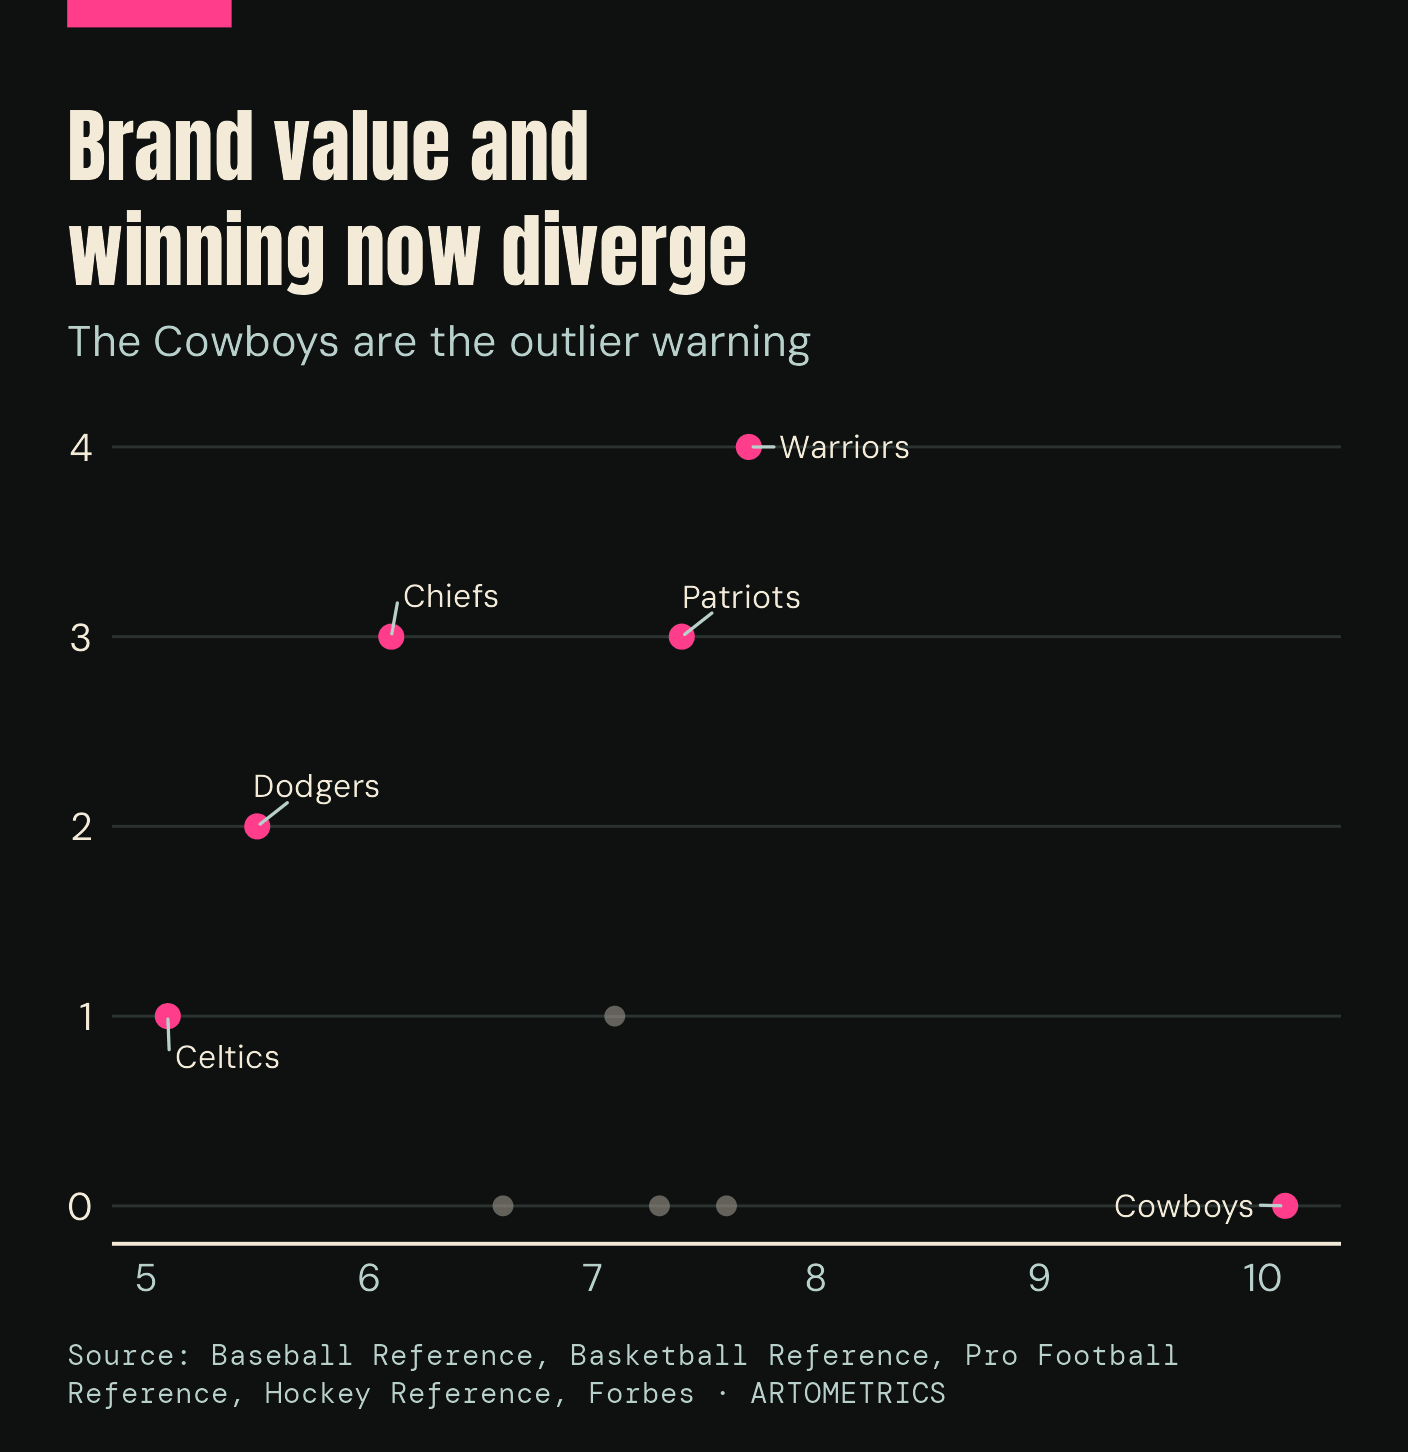 Brand value and
winning now diverge
The Cowboys are the outlier warning
4
Warriors
Chiefs
Patriots
3
Dodgers
2
1
Celtics
0
Cowboys
5 6 7 8 9 10
Source: Baseball Reference, Basketball Reference, Pro Football
Reference, Hockey Reference, Forbes · ARTOMETRICS